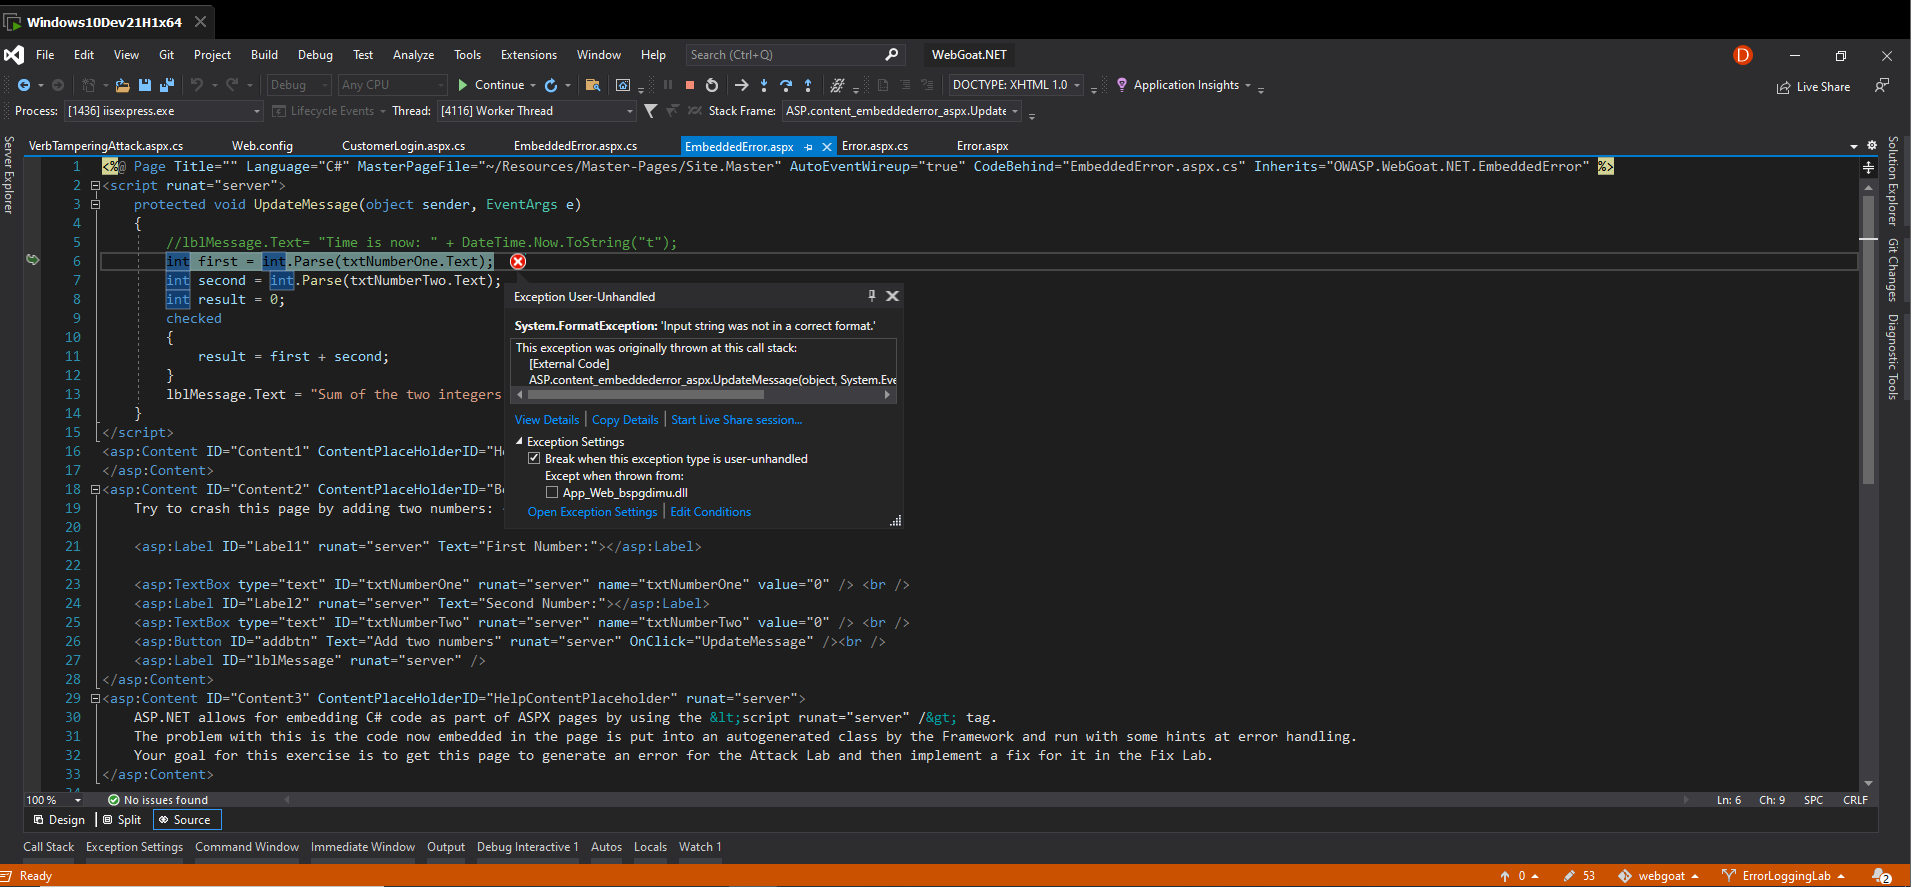 Windows10Dev21H1x64
File Edit View Git Project Build Debug Test Analyze Tools Extensions Window Help Search (Ctrl+Q) WebGoat.NET D
Debug Any CPU Continue DOCTYPE: XHTML 1.0 Application Insights Live Share
Process: [1436] iisexpress.exe Lifecycle Events Thread: [4116] Worker Thread Stack Frame: ASP.content_embeddederror_aspx.Update
VerbTamperingAttack.aspx.cs Web.config CustomerLogin.aspx.cs EmbeddedError.aspx.cs EmbeddedError.aspx Error.aspx.cs Error.aspx
Server Explorer
Solution Explorer
Git Changes
Diagnostic Tools
1 <%@ Page Title="" Language="C#" MasterPageFile="~/Resources/Master-Pages/Site.Master" AutoEventWireup="true" CodeBehind="EmbeddedError.aspx.cs" Inherits="OWASP.WebGoat.NET.EmbeddedError" %>
2 <script runat="server">
3 protected void UpdateMessage(object sender, EventArgs e)
4 {
5 //lblMessage.Text= "Time is now: " + DateTime.Now.ToString("t");
6 int first = int.Parse(txtNumberOne.Text);
7 int second = int.Parse(txtNumberTwo.Text);
8 int result = 0;
9 checked
10 {
11 result = first + second;
12 }
13 lblMessage.Text = "Sum of the two integers
14 }
15 </script>
16 <asp:Content ID="Content1" ContentPlaceHolderID="He
17 </asp:Content>
18 <asp:Content ID="Content2" ContentPlaceHolderID="Bo
19 Try to crash this page by adding two numbers:
20
21 <asp:Label ID="Label1" runat="server" Text="First Number:"></asp:Label>
22
23 <asp:TextBox type="text" ID="txtNumberOne" runat="server" name="txtNumberOne" value="0" /> <br />
24 <asp:Label ID="Label2" runat="server" Text="Second Number:"></asp:Label>
25 <asp:TextBox type="text" ID="txtNumberTwo" runat="server" name="txtNumberTwo" value="0" /> <br />
26 <asp:Button ID="addbtn" Text="Add two numbers" runat="server" OnClick="UpdateMessage" /><br />
27 <asp:Label ID="lblMessage" runat="server" />
28 </asp:Content>
29 <asp:Content ID="Content3" ContentPlaceHolderID="HelpContentPlaceholder" runat="server">
30 ASP.NET allows for embedding C# code as part of ASPX pages by using the &lt;script runat="server" /&gt; tag.
31 The problem with this is the code now embedded in the page is put into an autogenerated class by the Framework and run with some hints at error handling.
32 Your goal for this exercise is to get this page to generate an error for the Attack Lab and then implement a fix for it in the Fix Lab.
33 </asp:Content>
Exception User-Unhandled
System.FormatException: 'Input string was not in a correct format.'
This exception was originally thrown at this call stack:
[External Code]
ASP.content_embeddederror_aspx.UpdateMessage(object, System.Eve
View Details | Copy Details | Start Live Share session...
Exception Settings
Break when this exception type is user-unhandled
Except when thrown from:
App_Web_bspgdimu.dll
Open Exception Settings | Edit Conditions
100 % No issues found Ln: 6 Ch: 9 SPC CRLF
Design Split Source
Call Stack Exception Settings Command Window Immediate Window Output Debug Interactive 1 Autos Locals Watch 1
Ready 0 53 webgoat ErrorLoggingLab 2